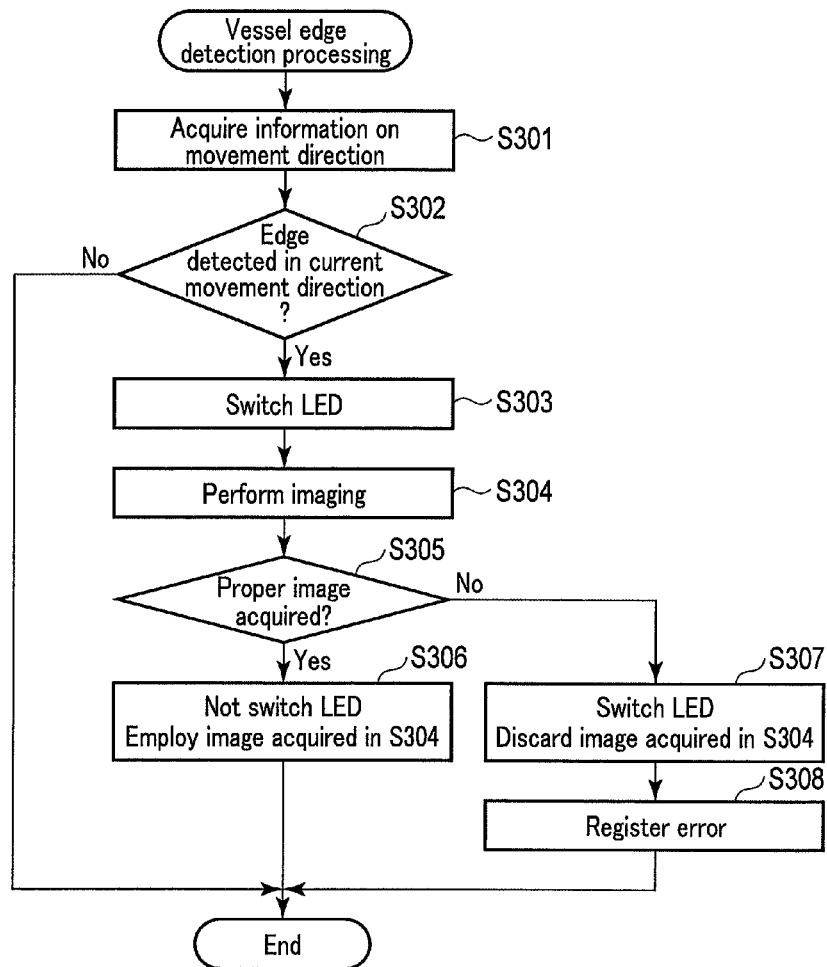 Vessel edge
detection processing
Acquire information on
movement direction
S301
S302
Edge
detected in current
movement direction
?
No
Yes
Switch LED
S303
Perform imaging
S304
S305
Proper image
acquired?
No
Yes
S306
Not switch LED
Employ image acquired in S304
S307
Switch LED
Discard image acquired in S304
S308
Register error
End